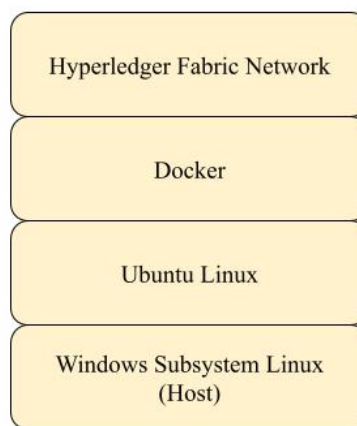 Hyperledger Fabric Network
Docker
Ubuntu Linux
Windows Subsystem Linux
(Host)